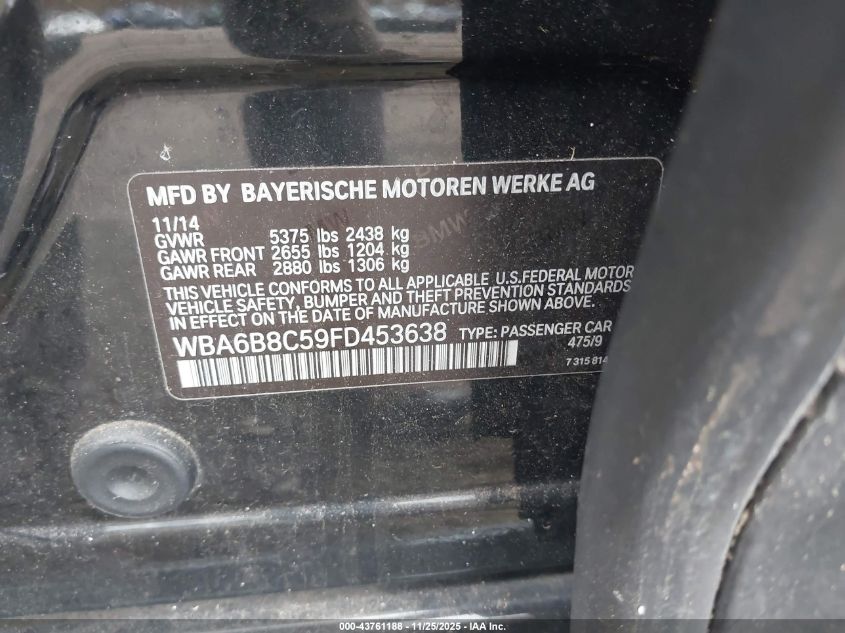 MFD BY BAYERISCHE MOTOREN WERKE AG
11/14
GVWR 5375 lbs 2438 kg
GAWR FRONT 2655 lbs 1204 kg
GAWR REAR 2880 lbs 1306 kg
THIS VEHICLE CONFORMS TO ALL APPLICABLE U.S.FEDERAL MOTOR
VEHICLE SAFETY, BUMPER AND THEFT PREVENTION STANDARDS
IN EFFECT ON THE DATE OF MANUFACTURE SHOWN ABOVE.
WBA6B8C59FD453638 TYPE: PASSENGER CAR
475/9
7 315 814
000-43761188 - 11/25/2025 - IAA Inc.